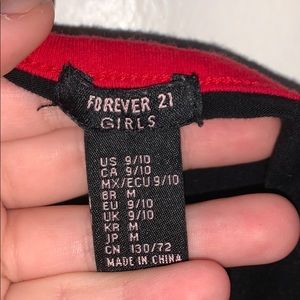 FOREVER 21
GIRLS
US 9/10
CA 9/10
MX/ECU 9/10
BR M
EU 9/10
UK 9/10
KR M
JP M
CN 130/72
MADE IN CHINA